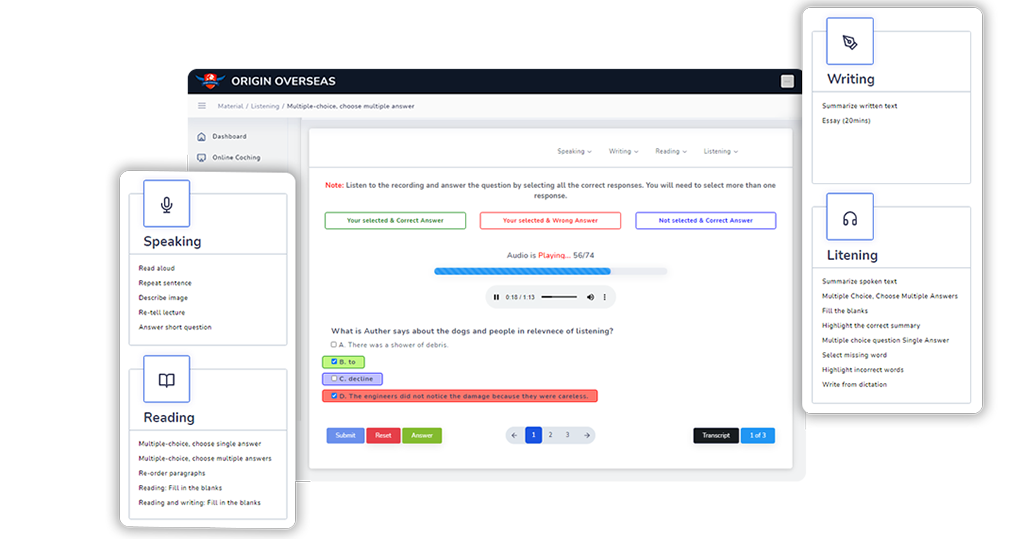 ORIGIN OVERSEAS
Material / Listening / Multiple-choice, choose multiple answer
Dashboard
Online Coching
Speaking
Writing
Reading
Listening
Note: Listen to the recording and answer the question by selecting all the correct responses. You will need to select more than one
response.
Your selected & Correct Answer
Your selected & Wrong Answer
Not selected & Correct Answer
Audio is Playing... 56/74
0:18 / 1:13
What is Auther says about the dogs and people in relevnece of listening?
A. There was a shower of debris.
B. to
C. decline
D. The engineers did not notice the damage because they were careless.
Submit
Reset
Answer
1
2
3
Transcript
1 of 3
Speaking
Read aloud
Repeat sentence
Describe image
Re-tell lecture
Answer short question
Reading
Multiple-choice, choose single answer
Multiple-choice, choose multiple answers
Re-order paragraphs
Reading: Fill in the blanks
Reading and writing: Fill in the blanks
Writing
Summarize written text
Essay (20mins)
Litening
Summarize spoken text
Multiple Choice, Choose Multiple Answers
Fill the blanks
Highlight the correct summary
Multiple choice question Single Answer
Select missing word
Highlight incorrect words
Write from dictation